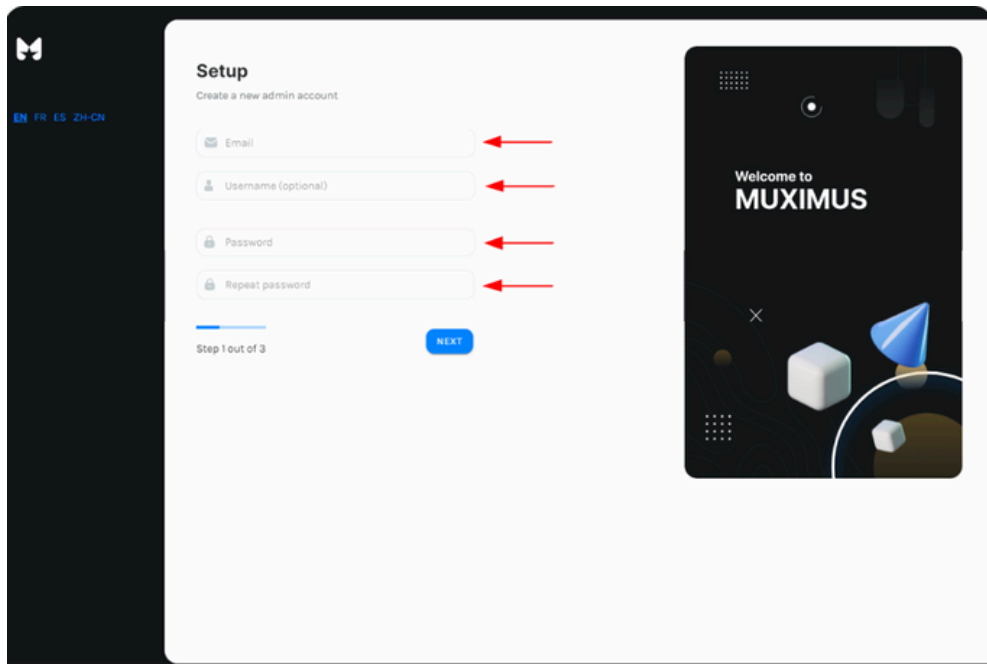 EN FR ES ZH-CN
Setup
Create a new admin account
Email
Username (optional)
Password
Repeat password
Step 1 out of 3
NEXT
Welcome to
MUXIMUS